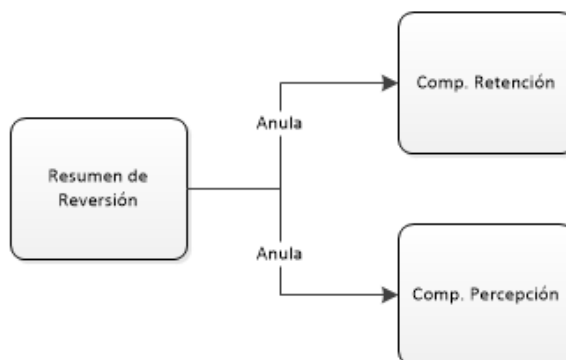 Comp. Retención
Anula
Resumen de
Reversión
Anula
Comp. Percepción